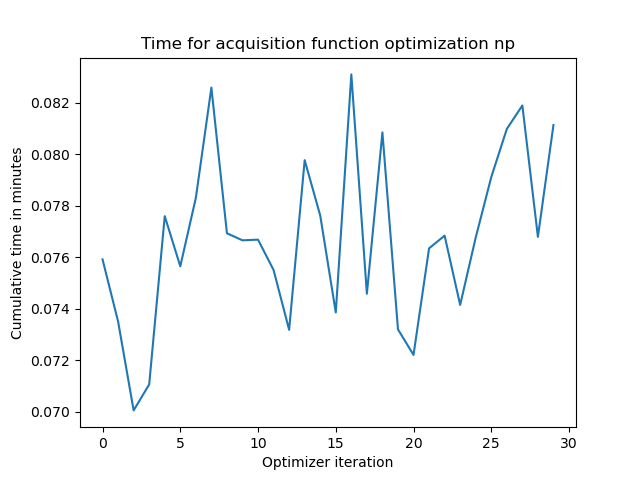 Time for acquisition function optimization np
Cumulative time in minutes
0.082
0.080
0.078
0.076
0.074
0.072
0.070
0 5 10 15 20 25 30
Optimizer iteration